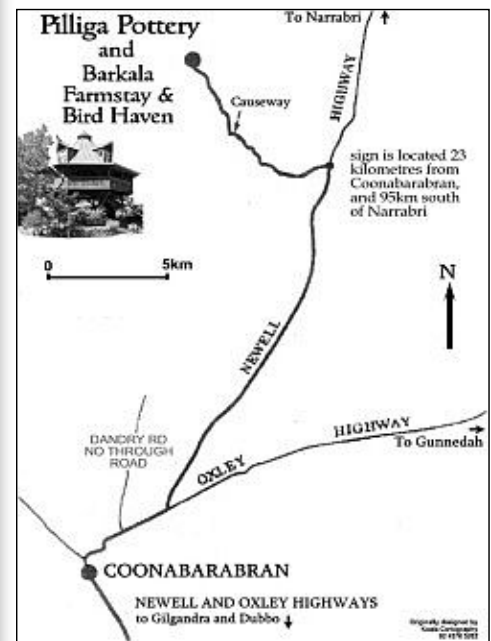 Pilliga Pottery
and
Barkala
Farmstay &
Bird Haven
To Narrabri
Causeway
HIGHWAY
sign is located 23
kilometres from
Coonabarabran,
and 95km south
of Narrabri
0 5km
N
NEWELL
DANDRY RD
NO THROUGH
ROAD
OXLEY
HIGHWAY
To Gunnedah
COONABARABRAN
NEWELL AND OXLEY HIGHWAYS
to Gilgandra and Dubbo
Originally designed by
Koala Cartography